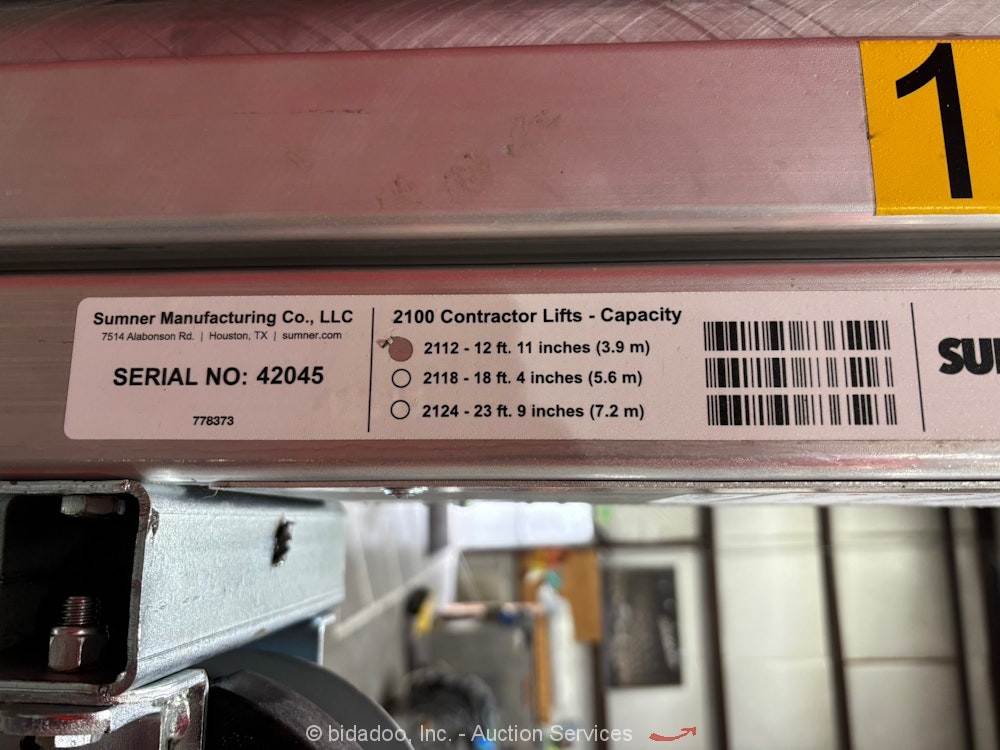 1
Sumner Manufacturing Co., LLC
7514 Alabonson Rd. | Houston, TX | sumner.com
SERIAL NO: 42045
778373
2100 Contractor Lifts - Capacity
2112 - 12 ft. 11 inches (3.9 m)
2118 - 18 ft. 4 inches (5.6 m)
2124 - 23 ft. 9 inches (7.2 m)
SU
© bidadoo, Inc. - Auction Services